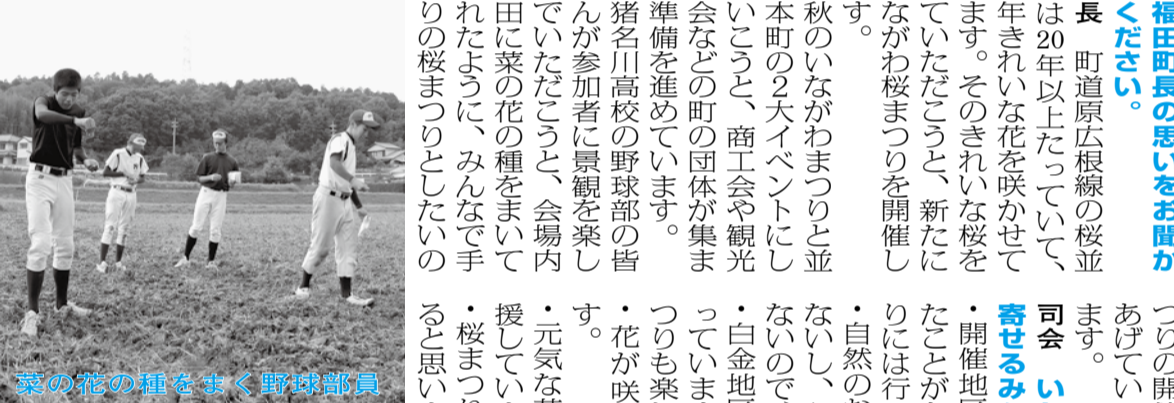 福田町長の思いをお聞か
ください。
長　町道原広根線の桜並
は20年以上たっていて、
年きれいな花を咲かせて
ます。そのきれいな桜を
ていただこうと、新たに
ながわ桜まつりを開催し
す。
秋のいながわまつりと並
本町の２大イベントにし
いこうと、商工会や観光
会などの町の団体が集ま
準備を進めています。
猪名川高校の野球部の皆
んが参加者に景観を楽し
でいただこうと、会場内
田に菜の花の種をまいて
れたように、みんなで手
りの桜まつりとしたいの
つりの開
あげてい
ます。
司会　い
寄せるみ
・開催地
たことが
りには行
・自然の
ないし、
ないので
・白金地
っていま
つりも楽
・花が咲
す。
・元気な
援してい
・桜まつ
ると思い
菜の花の種をまく野球部員